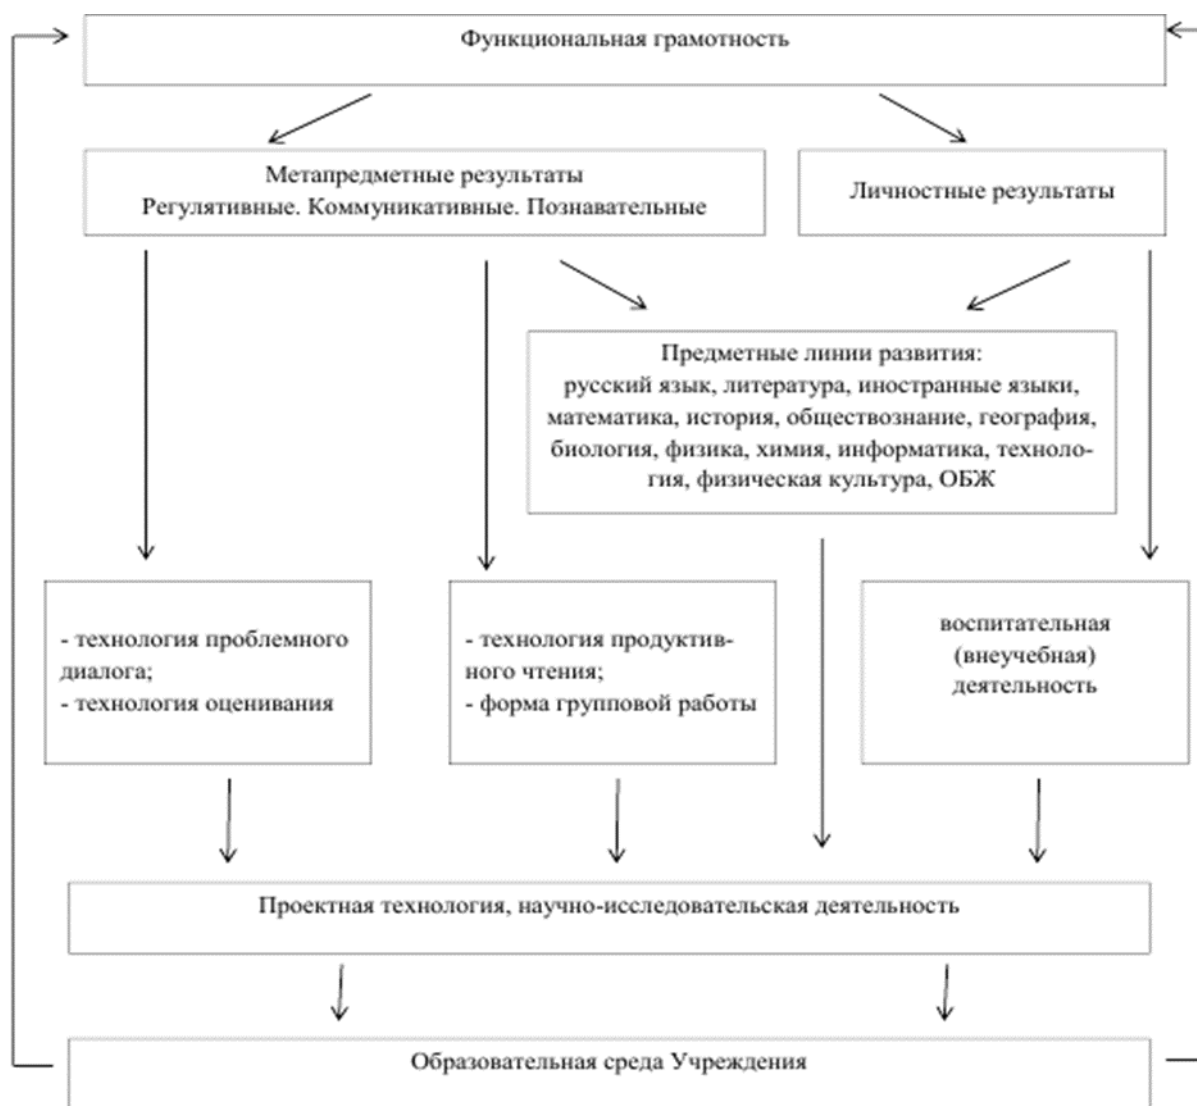 Функциональная грамотность
Метапредметные результаты
Регулятивные. Коммуникативные. Познавательные
Личностные результаты
Предметные линии развития:
русский язык, литература, иностранные языки,
математика, история, обществознание, география,
биология, физика, химия, информатика, техноло-
гия, физическая культура, ОБЖ
- технология проблемного
диалога;
- технология оценивания
- технология продуктив-
ного чтения;
- форма групповой работы
воспитательная
(внеучебная)
деятельность
Проектная технология, научно-исследовательская деятельность
Образовательная среда Учреждения